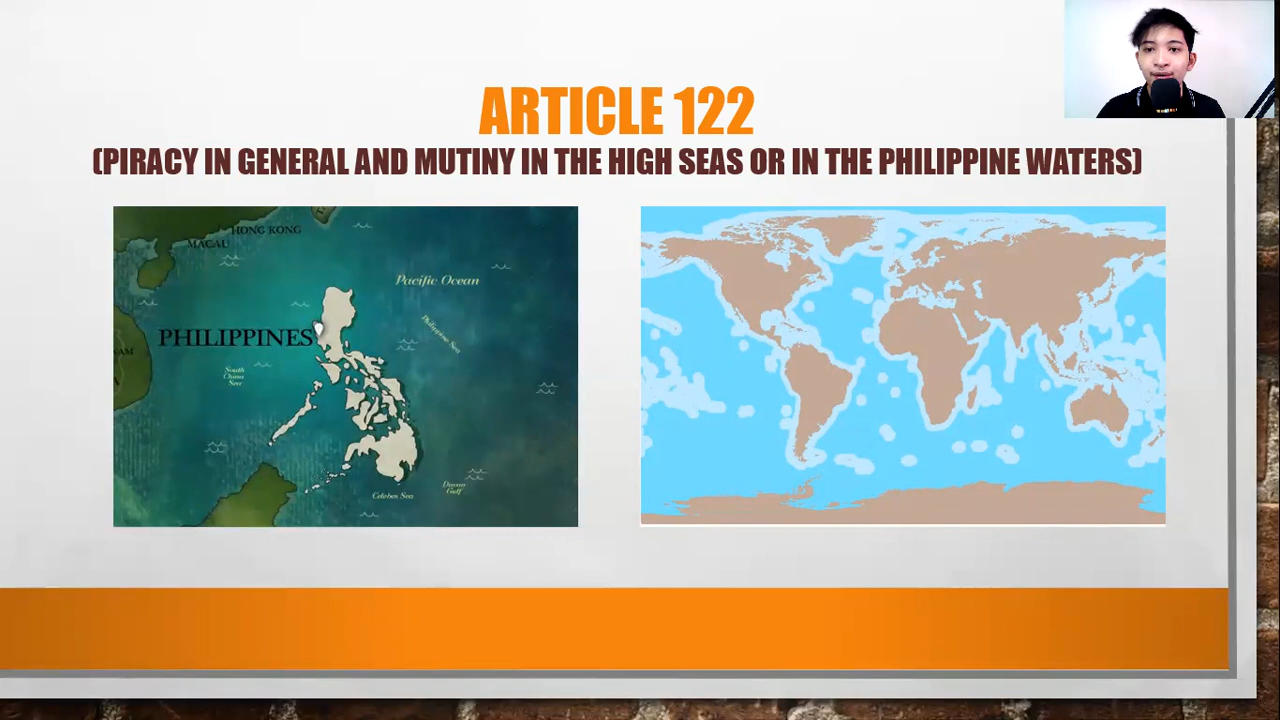 ARTICLE 122
(PIRACY IN GENERAL AND MUTINY IN THE HIGH SEAS OR IN THE PHILIPPINE WATERS)
HONG KONG
MACAU
Pacific Ocean
PHILIPPINES
Philippine Sea
NAM
South
China
Sea
Celebes Sea
Davao
Gulf